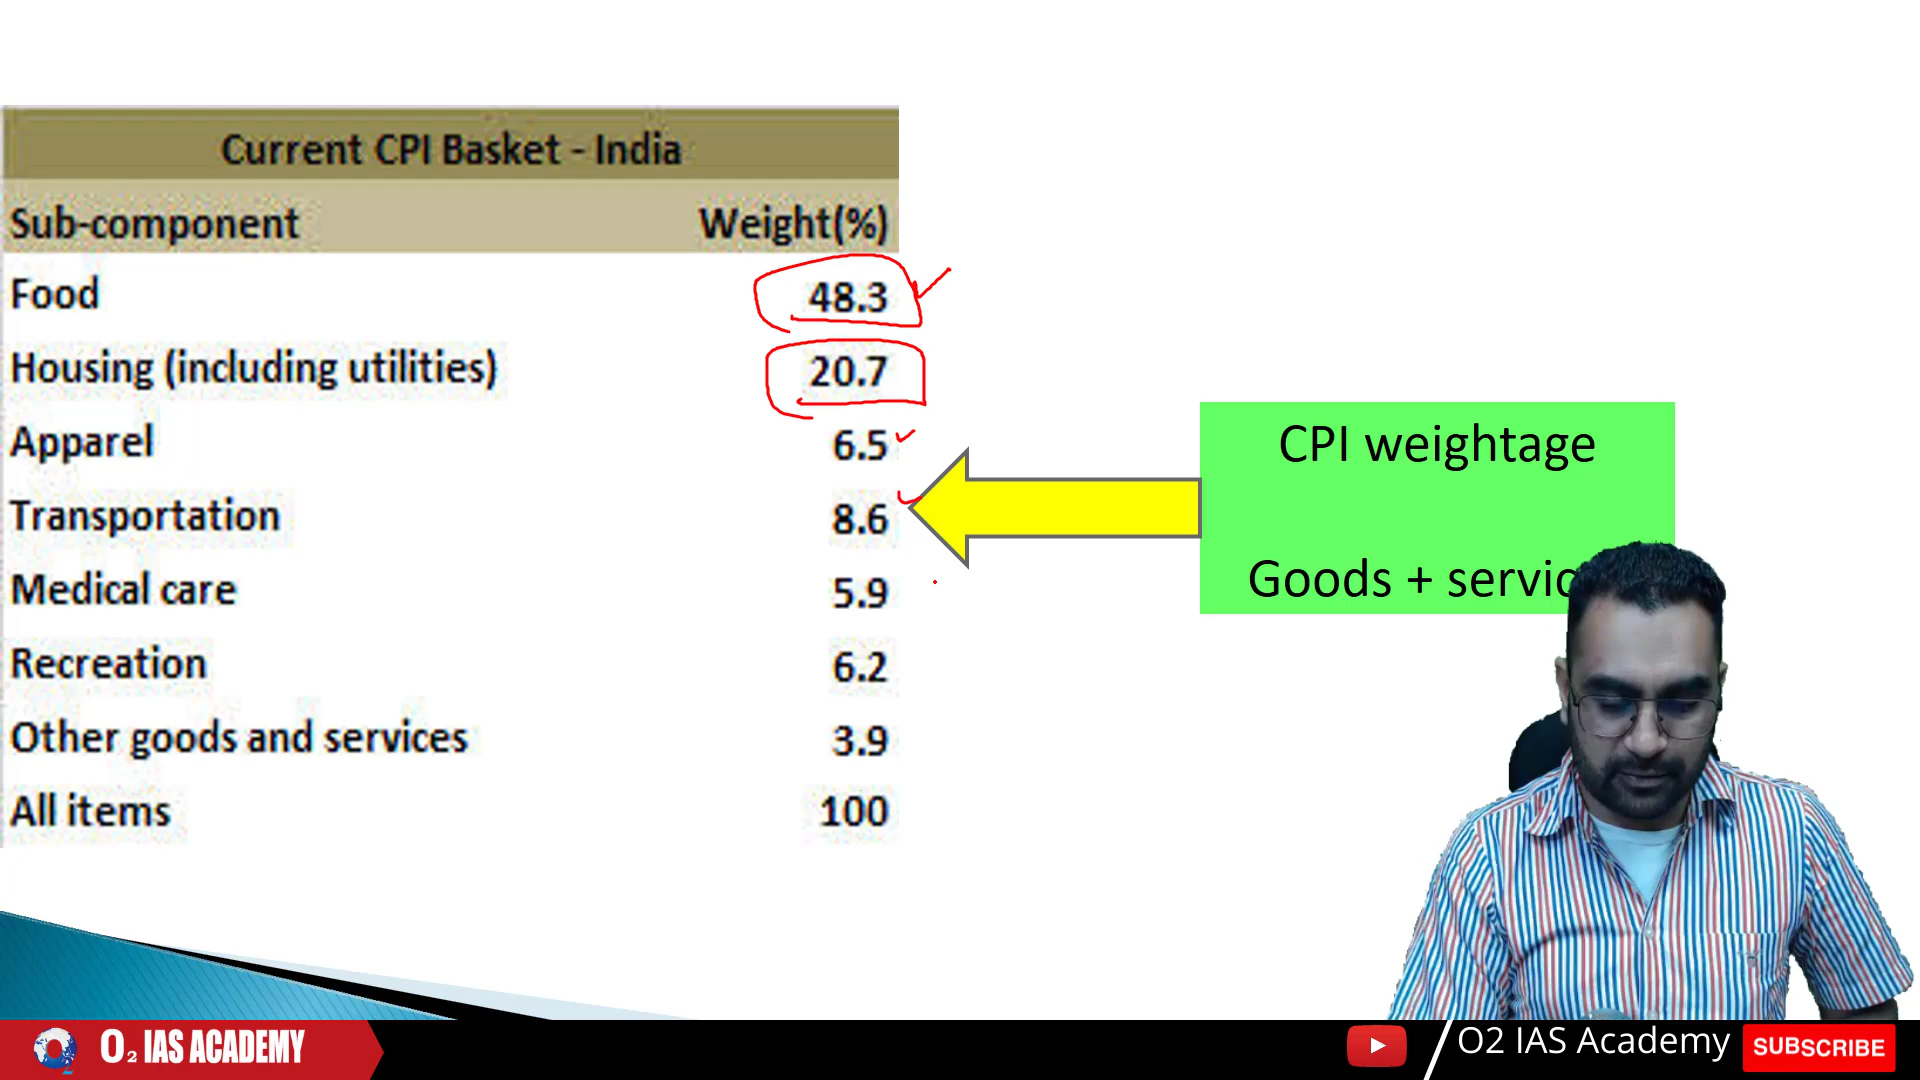 Current CPI Basket - India
Sub-component Weight(%)
Food 48.3
Housing (including utilities) 20.7
Apparel 6.5
Transportation 8.6
Medical care 5.9
Recreation 6.2
Other goods and services 3.9
All items 100
CPI weightage
Goods + servic
O2 IAS ACADEMY
O2 IAS Academy
SUBSCRIBE